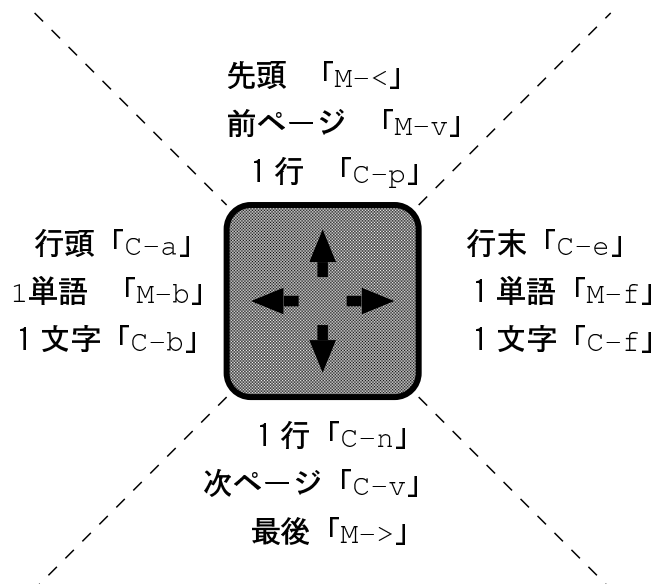 先頭 「M-<」
前ページ 「M-v」
1行 「C-p」
行頭「C-a」
1単語 「M-b」
1文字「C-b」
行末「C-e」
1単語「M-f」
1文字「C-f」
1行「C-n」
次ページ「C-v」
最後「M->」